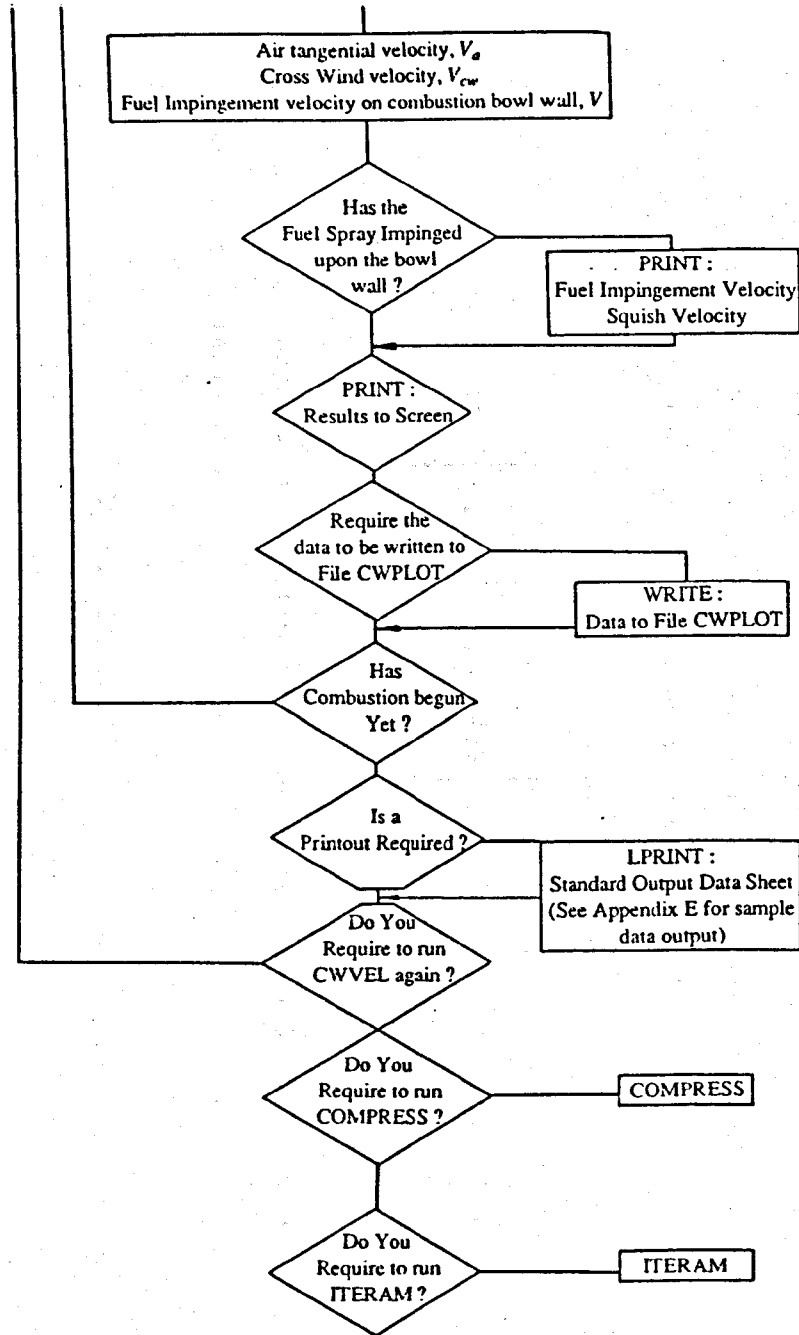 Air tangential velocity, Va
Cross Wind velocity, Vcw
Fuel Impingement velocity on combustion bowl wall, V
Has the
Fuel Spray Impinged
upon the bowl
wall ?
PRINT :
Fuel Impingement Velocity
Squish Velocity
PRINT :
Results to Screen
Require the
data to be written to
File CWPLOT
WRITE :
Data to File CWPLOT
Has
Combustion begun
Yet ?
Is a
Printout Required ?
LPRINT :
Standard Output Data Sheet
(See Appendix E for sample
data output)
Do You
Require to run
CWVEL again ?
Do You
Require to run
COMPRESS ?
COMPRESS
Do You
Require to run
ITERAM ?
ITERAM